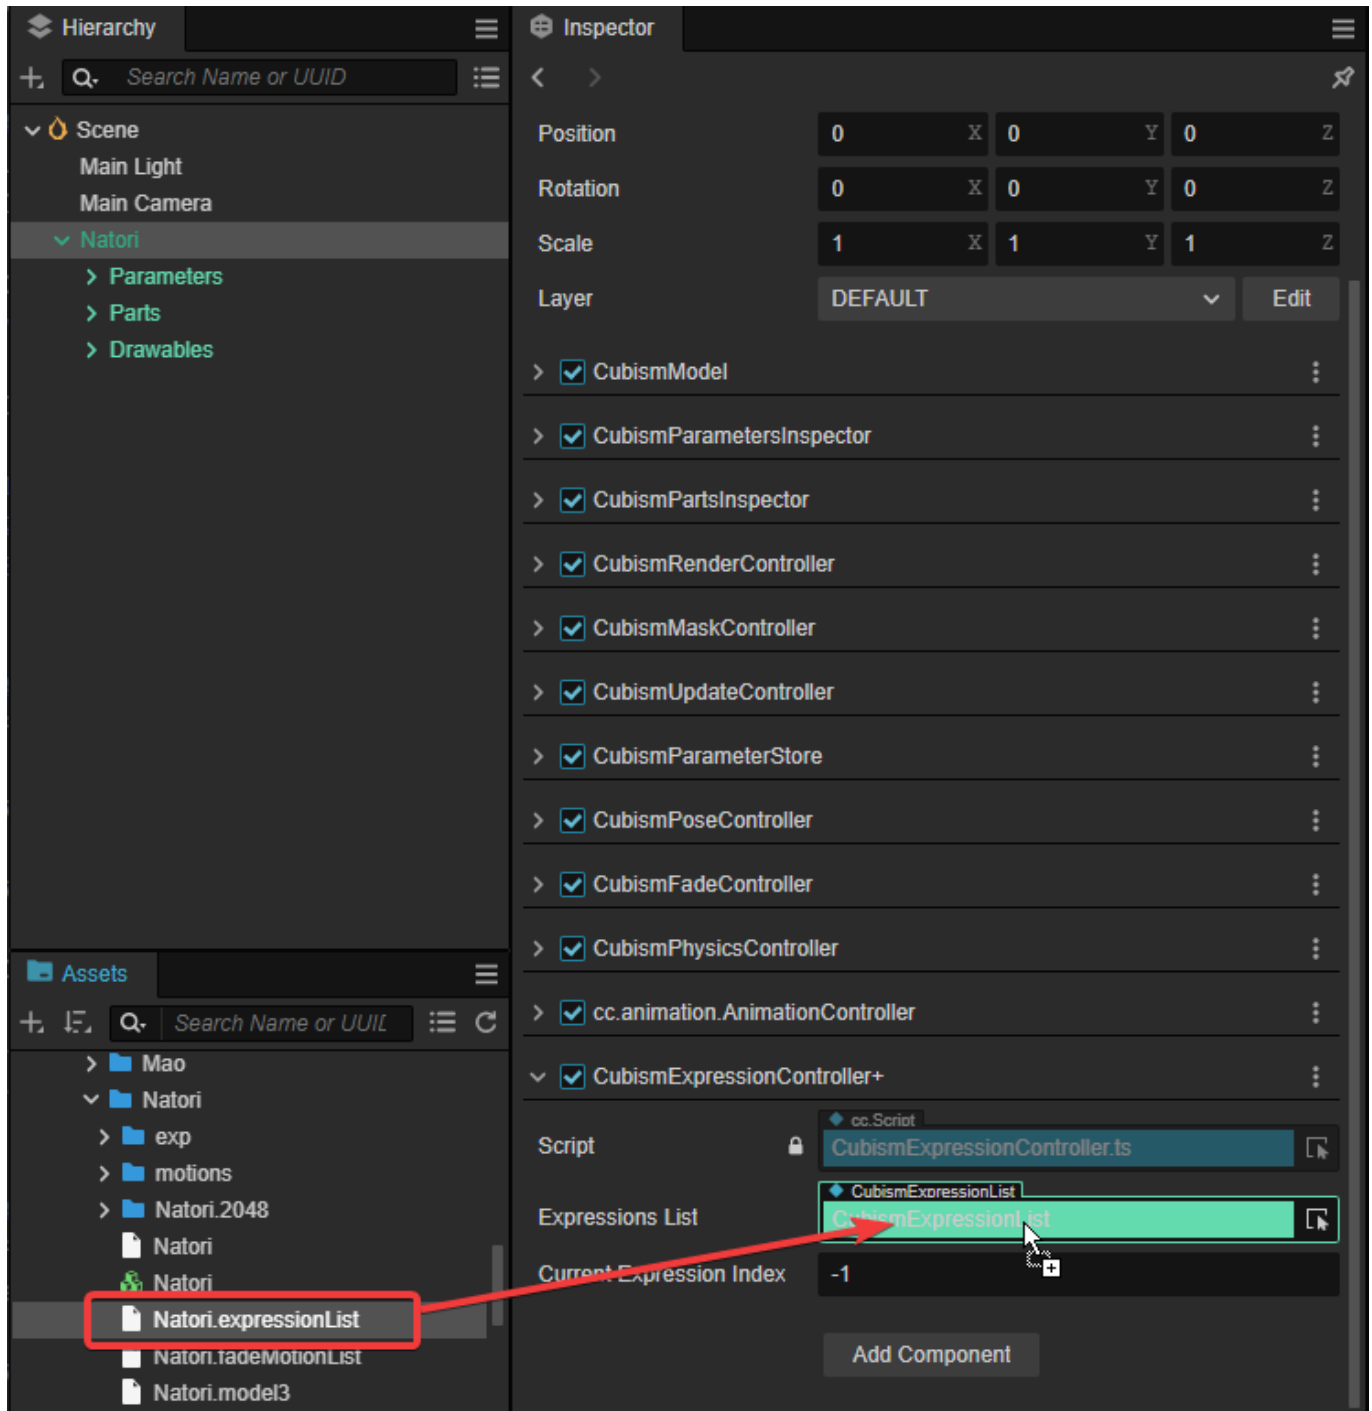 Hierarchy
Search Name or UUID
Scene
Main Light
Main Camera
Natori
Parameters
Parts
Drawables
Assets
Search Name or UUI
Mao
Natori
exp
motions
Natori.2048
Natori
Natori
Natori.expressionList
Natori.fadeMotionList
Natori.model3
Inspector
Position 0 X 0 Y 0 Z
Rotation 0 X 0 Y 0 Z
Scale 1 X 1 Y 1 Z
Layer DEFAULT Edit
CubismModel
CubismParametersInspector
CubismPartsInspector
CubismRenderController
CubismMaskController
CubismUpdateController
CubismParameterStore
CubismPoseController
CubismFadeController
CubismPhysicsController
cc.animation.AnimationController
CubismExpressionController+
cc.Script
Script CubismExpressionController.ts
CubismExpressionList
Expressions List CubismExpressionList
Current Expression Index -1
Add Component